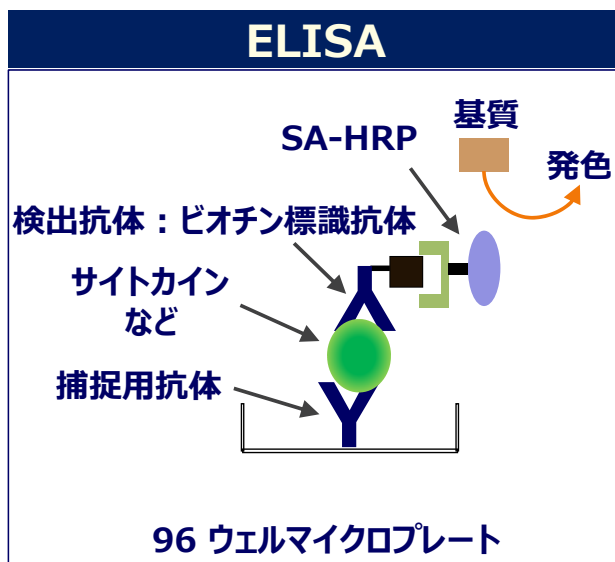 ELISA
基質
SA-HRP
発色
検出抗体：ビオチン標識抗体
サイトカイン
など
捕捉用抗体
96 ウェルマイクロプレート